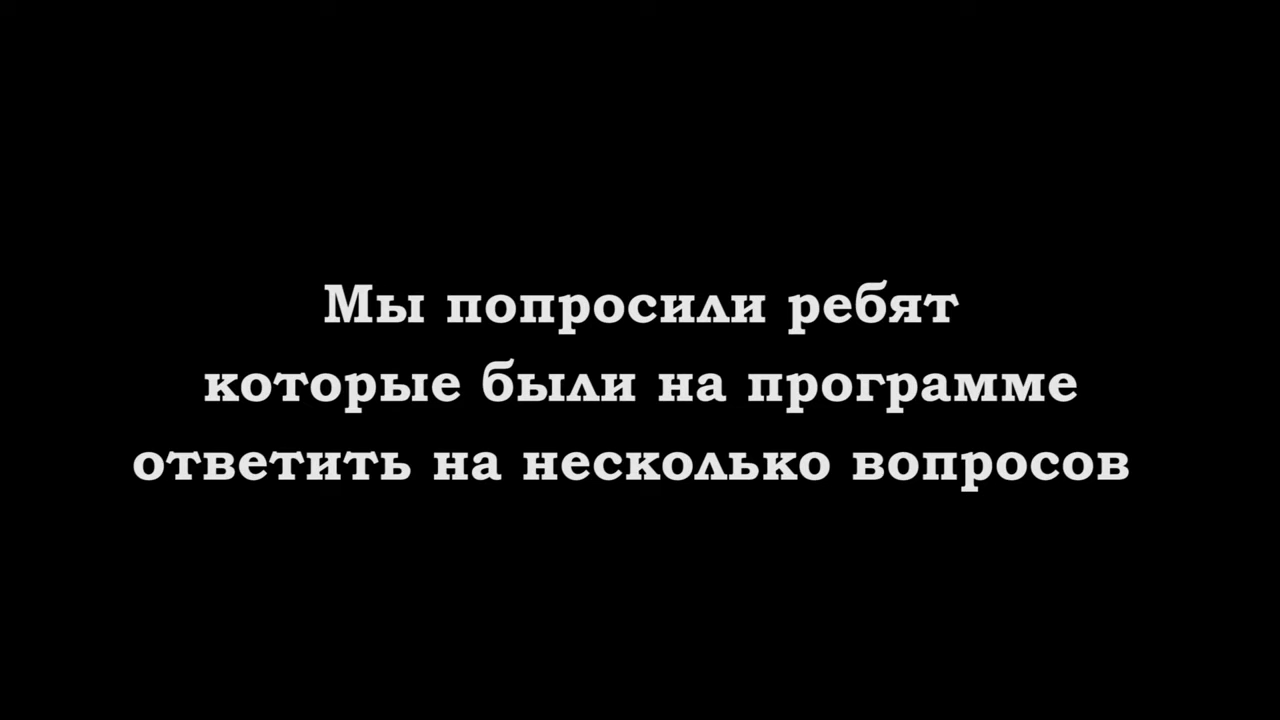 Мы попросили ребят
которые были на программе
ответить на несколько вопросов